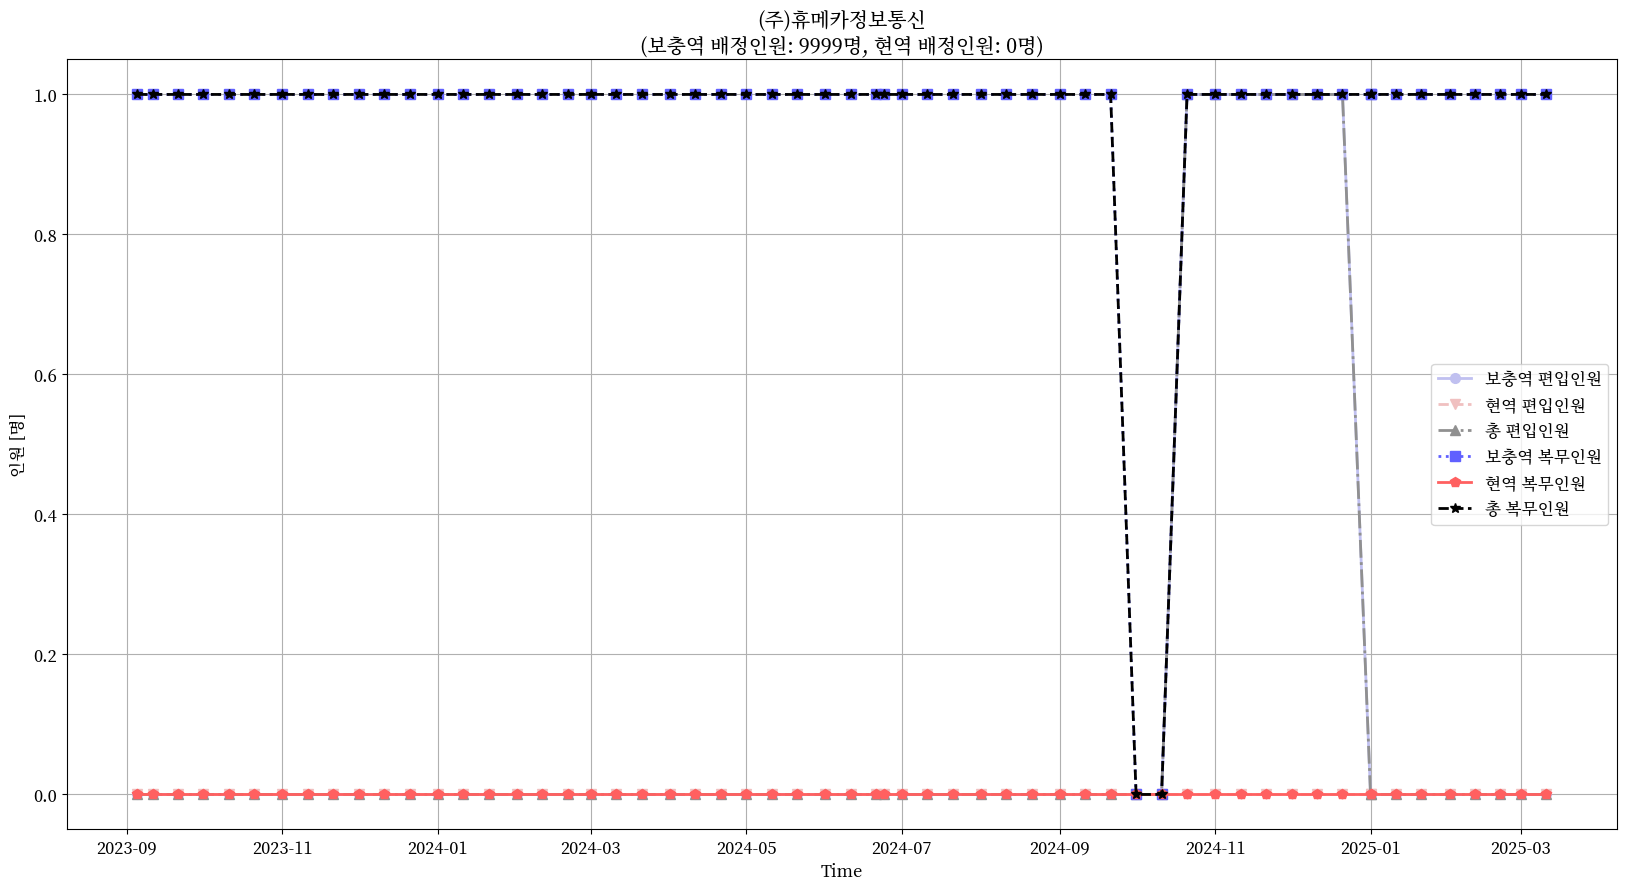 (주)휴메카정보통신
(보충역 배정인원: 9999명, 현역 배정인원: 0명)
인원 [명]
1.0
0.8
0.6
0.4
0.2
0.0
보충역 편입인원
현역 편입인원
총 편입인원
보충역 복무인원
현역 복무인원
총 복무인원
2023-09 2023-11 2024-01 2024-03 2024-05 2024-07 2024-09 2024-11 2025-01 2025-03
Time